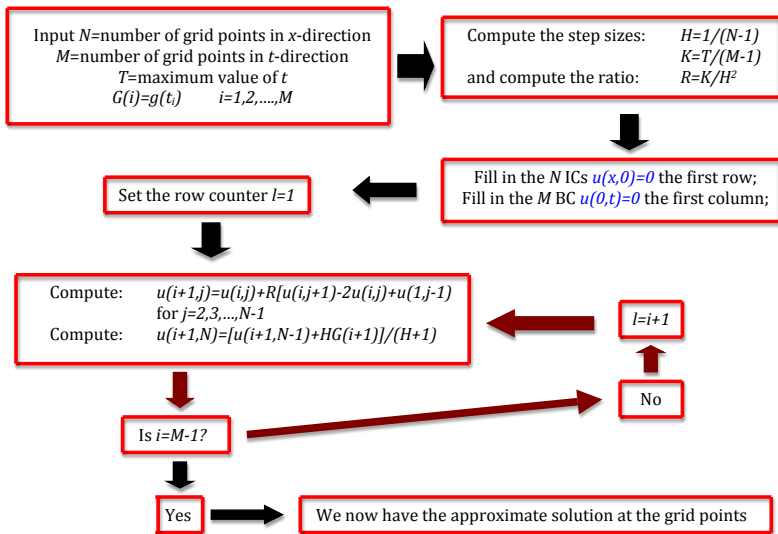 Input N=number of grid points in x-direction
M=number of grid points in t-direction
T=maximum value of t
G(i)=g(tᵢ) i=1,2,....,M
Compute the step sizes: H=1/(N-1)
K=T/(M-1)
and compute the ratio: R=K/H²
Fill in the N ICs u(x,0)=0 the first row;
Fill in the M BC u(0,t)=0 the first column;
Set the row counter l=1
Compute: u(i+1,j)=u(i,j)+R[u(i,j+1)-2u(i,j)+u(1,j-1)
for j=2,3,...,N-1
Compute: u(i+1,N)=[u(i+1,N-1)+HG(i+1)]/(H+1)
l=i+1
No
Is i=M-1?
Yes
We now have the approximate solution at the grid points